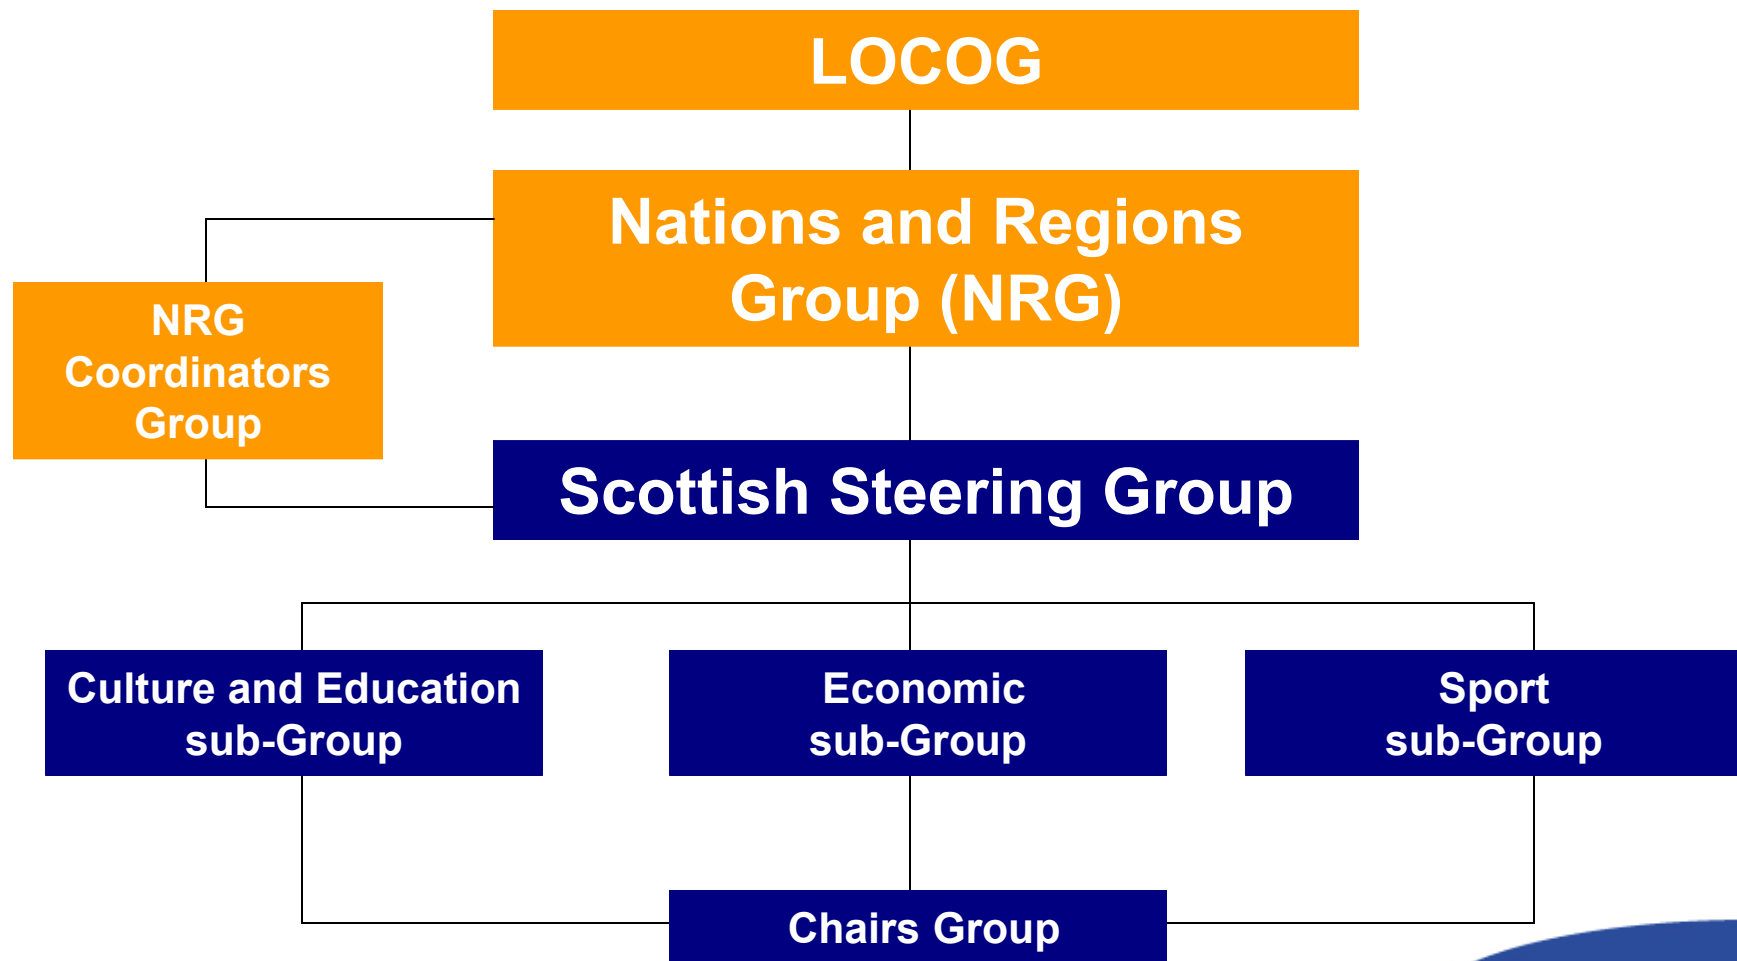 LOCOG
Nations and Regions
Group (NRG)
NRG
Coordinators
Group
Scottish Steering Group
Culture and Education
sub-Group
Economic
sub-Group
Sport
sub-Group
Chairs Group